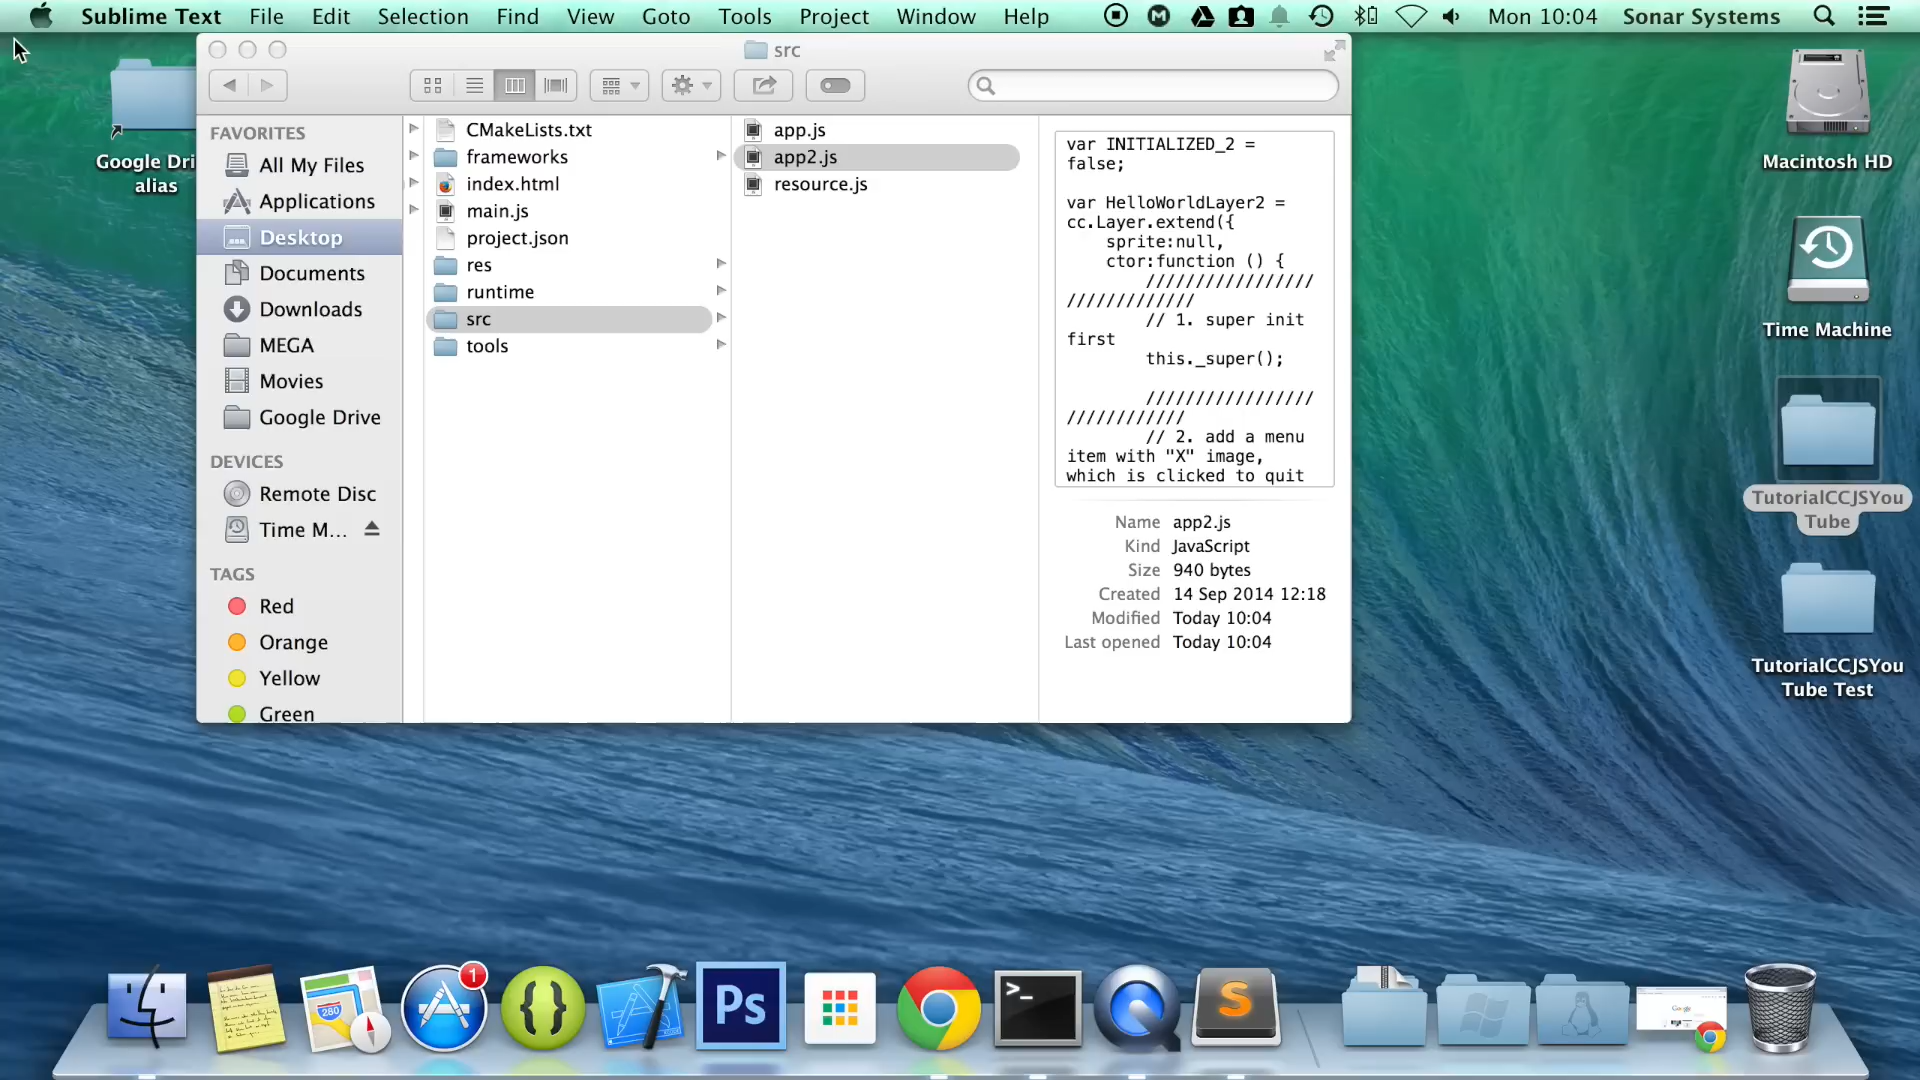 Sublime Text File Edit Selection Find View Goto Tools Project Window Help Mon 10:04 Sonar Systems
src
Google Dri
alias
FAVORITES
All My Files
Applications
Desktop
Documents
Downloads
MEGA
Movies
Google Drive
DEVICES
Remote Disc
Time M...
TAGS
Red
Orange
Yellow
Green
CMakeLists.txt
frameworks
index.html
main.js
project.json
res
runtime
src
tools
app.js
app2.js
resource.js
var INITIALIZED_2 =
false;
var HelloWorldLayer2 =
cc.Layer.extend({
sprite:null,
ctor:function () {
/////////////////
/////////////
// 1. super init
first
this._super();
/////////////////
////////////
// 2. add a menu
item with "X" image,
which is clicked to quit
Name app2.js
Kind JavaScript
Size 940 bytes
Created 14 Sep 2014 12:18
Modified Today 10:04
Last opened Today 10:04
Macintosh HD
Time Machine
TutorialCCJSYou
Tube
TutorialCCJSYou
Tube Test
1
280
Ps
>_
S
Google